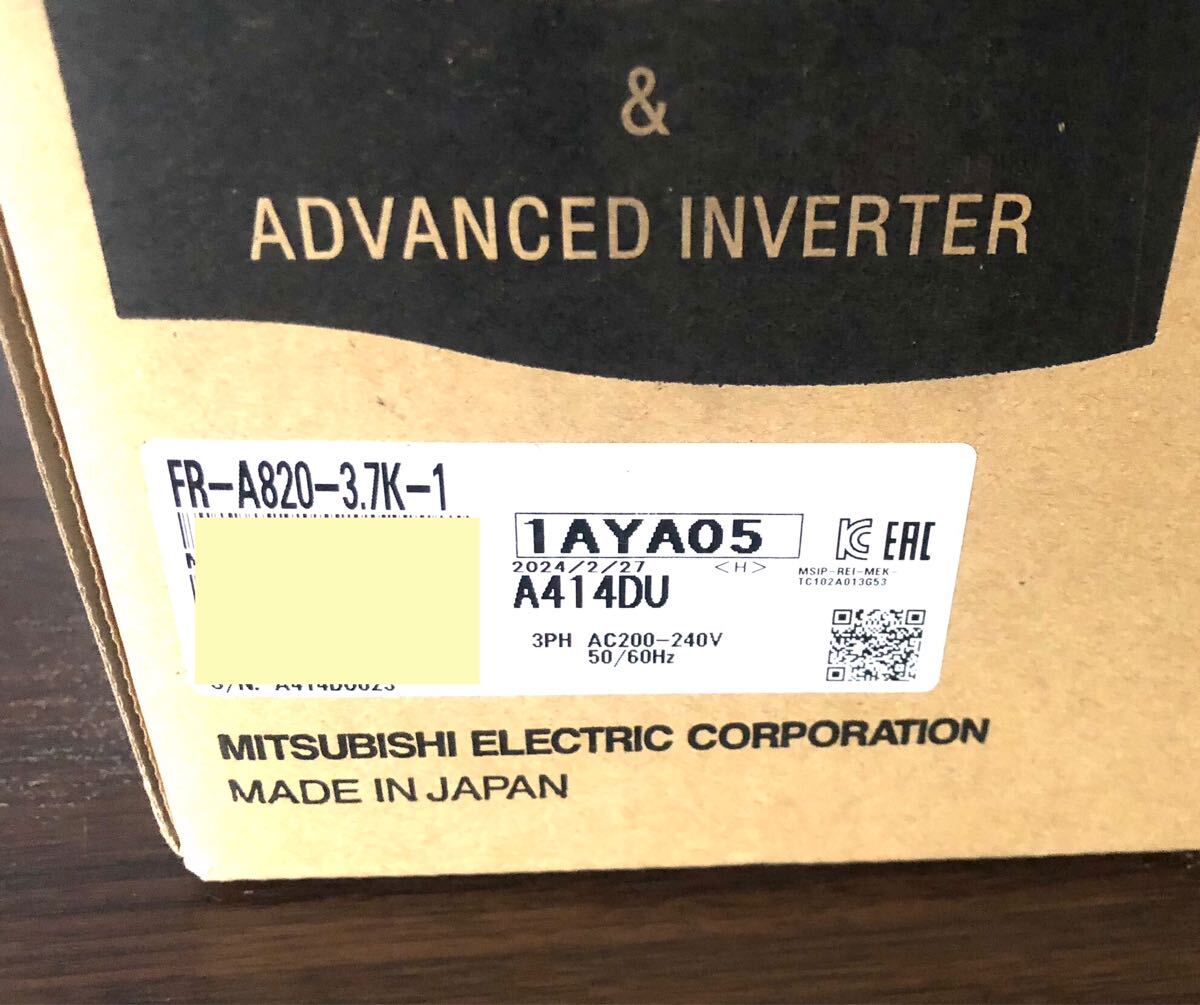 &
ADVANCED INVERTER
FR-A820-3.7K-1
1AYA05
2024/2/27 <H>
A414DU
EAC
MSIP-REI-MEK-
TC102A013G53
3PH AC200-240V
50/60Hz
MITSUBISHI ELECTRIC CORPORATION
MADE IN JAPAN